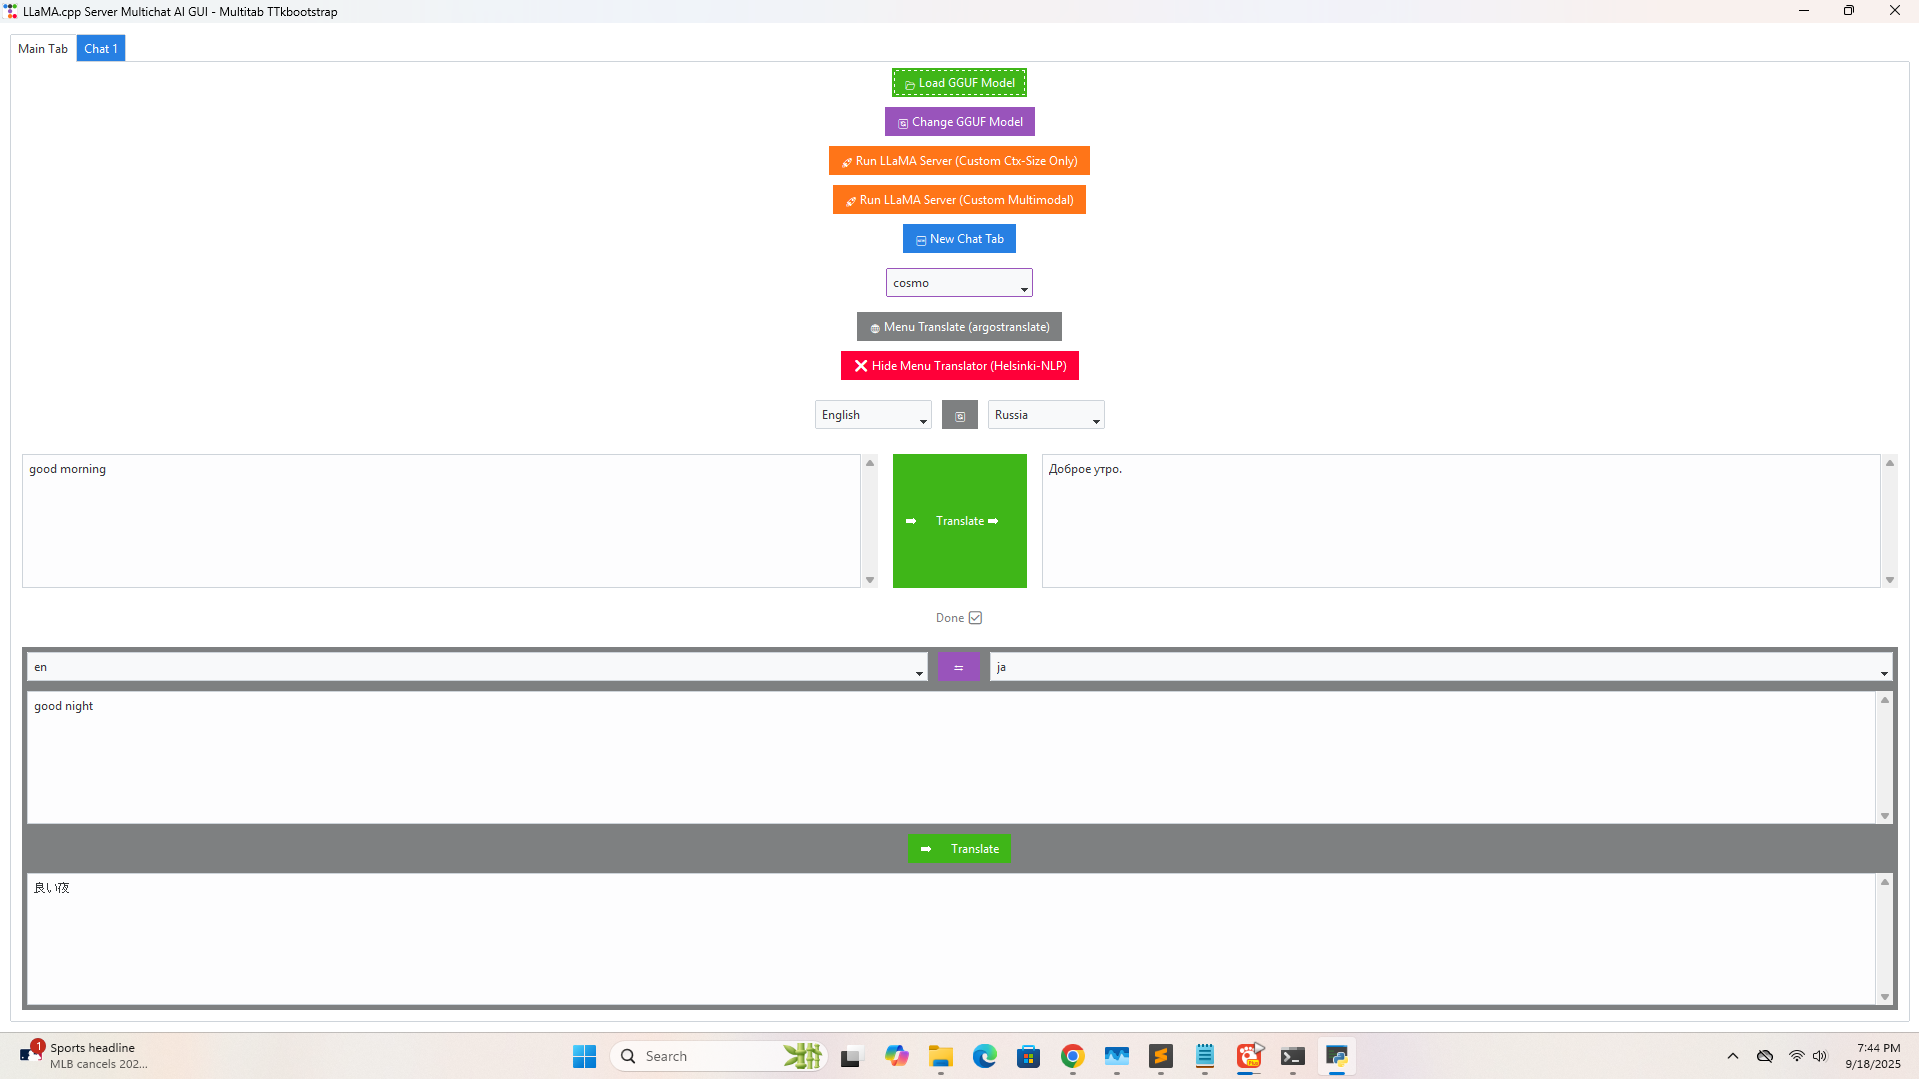 LLaMA.cpp Server Multichat AI GUI - Multitab TTkbootstrap
Main Tab
Chat 1
Load GGUF Model
Change GGUF Model
Run LLaMA Server (Custom Ctx-Size Only)
Run LLaMA Server (Custom Multimodal)
New Chat Tab
cosmo
Menu Translate (argostranslate)
Hide Menu Translator (Helsinki-NLP)
English
Russia
good morning
Translate
Доброе утро.
Done
en
ja
good night
Translate
良い夜
1
Sports headline
MLB cancels 202...
Search
7:44 PM
9/18/2025